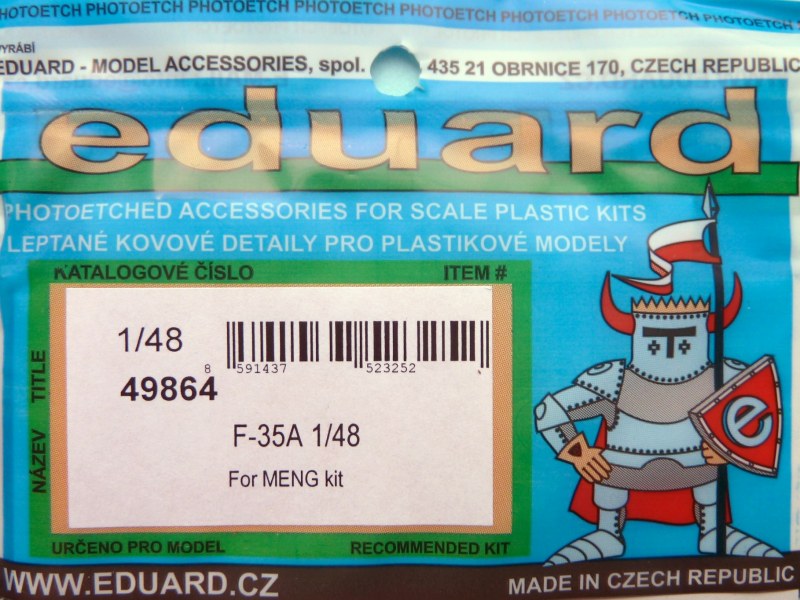 PHOTOETCH PHOTOETCH PHOTOETCH PHOTOETCH PHOTOETCH PHOTOETCH PHOTOETCH PHOTOETCH
VYRÁBÍ
EDUARD - MODEL ACCESSORIES, spol. 435 21 OBRNICE 170, CZECH REPUBLIC
eduard
PHOTOETCHED ACCESSORIES FOR SCALE PLASTIC KITS
LEPTANÉ KOVOVÉ DETAILY PRO PLASTIKOVÉ MODELY
KATALOGOVÉ ČÍSLO ITEM #
1/48
8 591437 523252
49864
F-35A 1/48
For MENG kit
NÁZEV TITLE
e
URČENO PRO MODEL RECOMMENDED KIT
WWW.EDUARD.CZ MADE IN CZECH REPUBLIC